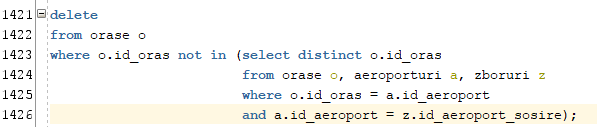 1421 delete
1422 from orase o
1423 where o.id_oras not in (select distinct o.id_oras
1424 from orase o, aeroporturi a, zboruri z
1425 where o.id_oras = a.id_aeroport
1426 and a.id_aeroport = z.id_aeroport_sosire);